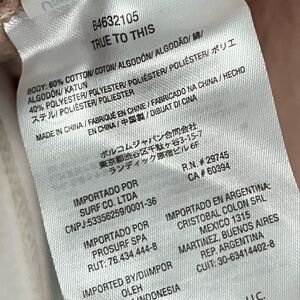 B4632105
TRUE TO THIS
BODY: 60% COTTON/ COTON/ ALGODÓN/ ALGODÃO/ 綿/
ALGODÓN/ KATUN
40% POLYESTER/ POLYESTER/ POLIÉSTER/ POLIÉSTER/ ポリエ
ステル/ POLIÉSTER/ POLIESTER
MADE IN CHINA / FABRIQUÉ EN CHINE / FABRICADO EN CHINA / HECHO
EN CHINA / 中国製 / DIBUAT DI CINA
ボルコムジャパン合同会社
東京都渋谷区千駄ヶ谷3-15-7
ランディック原宿ビル6F
R.N.# 29745
CA# 60394
IMPORTADO POR
SURF CO. LTDA
CNPJ:53356259/0001-36
IMPORTADO POR
PROSURF SPA
RUT: 76.434.444-8
IMPORTED BY/DIIMPOR
OLEH
INDONESIA
IMPORTADO POR
CRISTOBAL COLON SRL
MEXICO 1315
MARTINEZ, BUENOS AIRES
REP. ARGENTINA
CUIT: 30-63414402-8